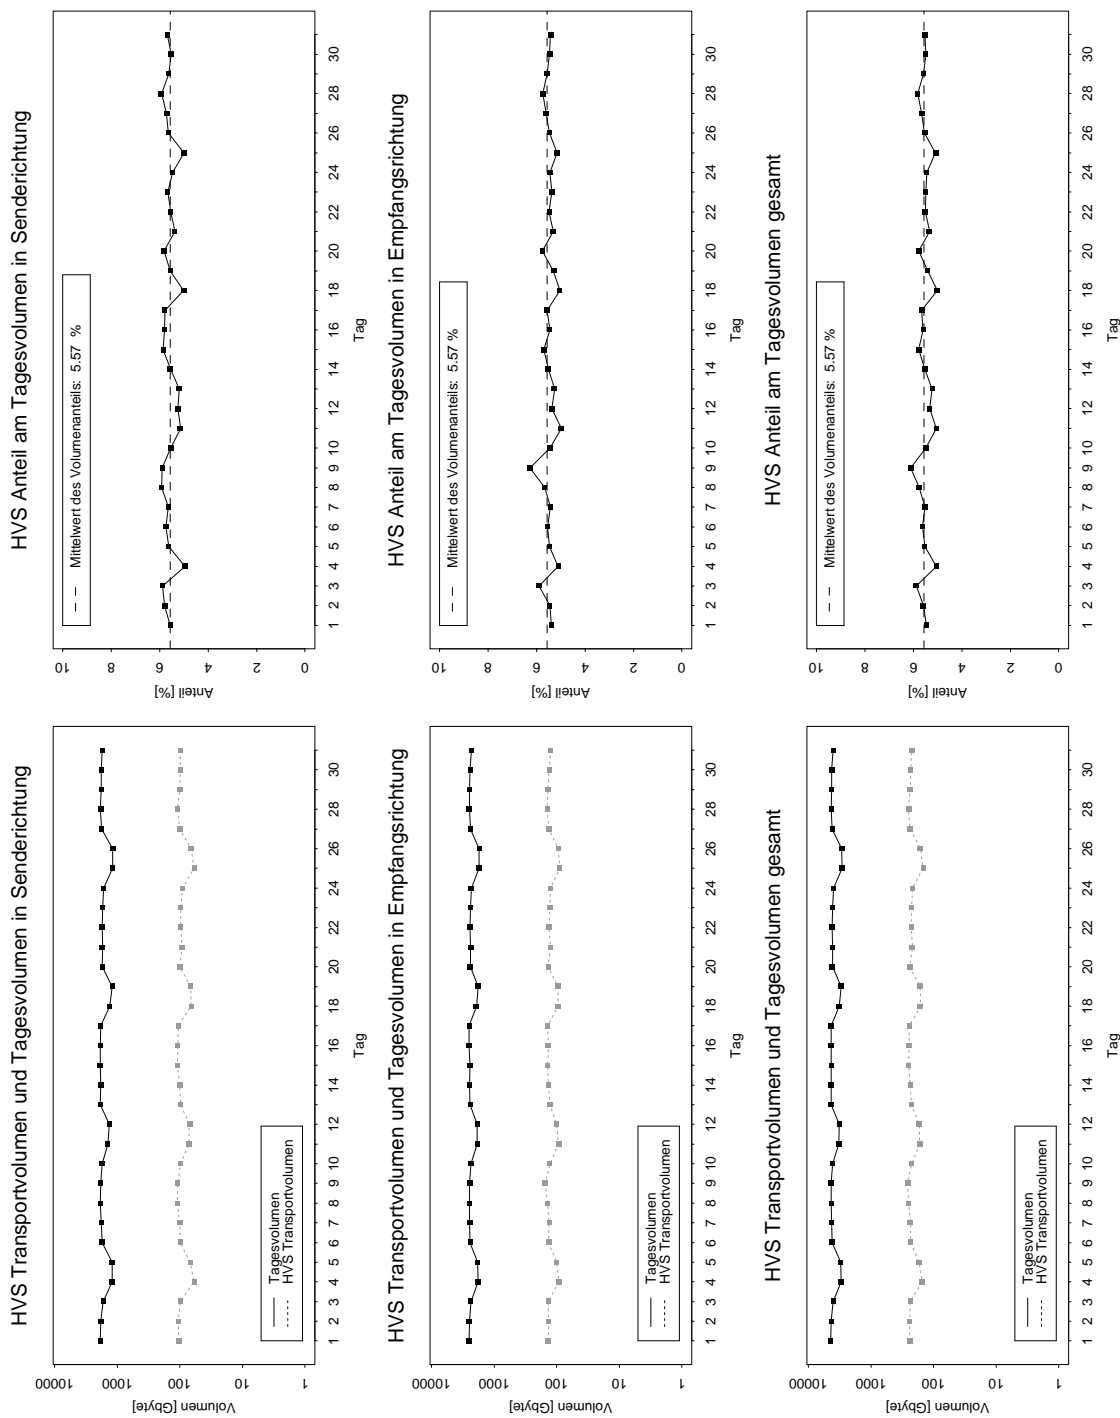 HVS Transportvolumen und Tagesvolumen in Senderichtung
Volumen [Gbyte]
10000
1000
100
1
Tagesvolumen
HVS Transportvolumen
1 2 3 4 5 6 7 8 9 10 12 14 16 18 20 22 24 26 28 30
Tag
HVS Anteil am Tagesvolumen in Senderichtung
Anteil [%]
10
8
6
4
2
0
Mittelwert des Volumenanteils: 5.57 %
1 2 3 4 5 6 7 8 9 10 12 14 16 18 20 22 24 26 28 30
Tag
HVS Transportvolumen und Tagesvolumen in Empfangsrichtung
Volumen [Gbyte]
10000
1000
100
1
Tagesvolumen
HVS Transportvolumen
1 2 3 4 5 6 7 8 9 10 12 14 16 18 20 22 24 26 28 30
Tag
HVS Anteil am Tagesvolumen in Empfangsrichtung
Anteil [%]
10
8
6
4
2
0
Mittelwert des Volumenanteils: 5.57 %
1 2 3 4 5 6 7 8 9 10 12 14 16 18 20 22 24 26 28 30
Tag
HVS Transportvolumen und Tagesvolumen gesamt
Volumen [Gbyte]
10000
1000
100
1
Tagesvolumen
HVS Transportvolumen
1 2 3 4 5 6 7 8 9 10 12 14 16 18 20 22 24 26 28 30
Tag
HVS Anteil am Tagesvolumen gesamt
Anteil [%]
10
8
6
4
2
0
Mittelwert des Volumenanteils: 5.57 %
1 2 3 4 5 6 7 8 9 10 12 14 16 18 20 22 24 26 28 30
Tag